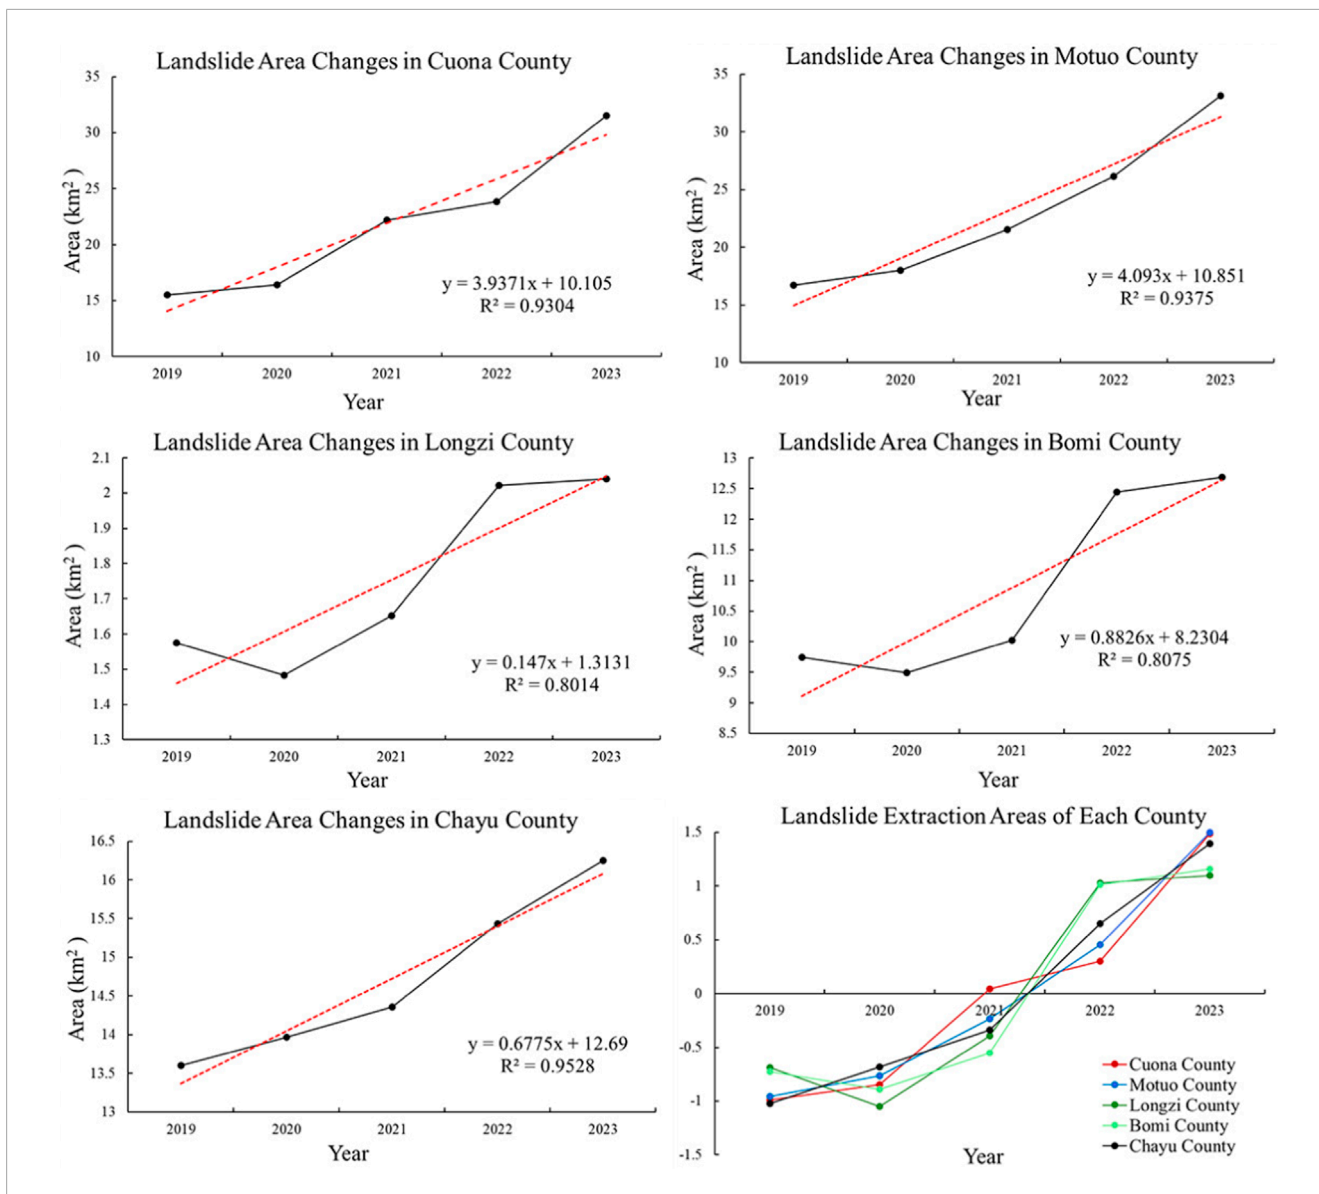 Landslide Area Changes in Cuona County
35
30
25
20
15
10
Area (km²)
y = 3.9371x + 10.105
R² = 0.9304
2019 2020 2021 2022 2023
Year
Landslide Area Changes in Motuo County
35
30
25
20
15
10
Area (km²)
y = 4.093x + 10.851
R² = 0.9375
2019 2020 2021 2022 2023
Year
Landslide Area Changes in Longzi County
2.1
2
1.9
1.8
1.7
1.6
1.5
1.4
1.3
Area (km²)
y = 0.147x + 1.3131
R² = 0.8014
2019 2020 2021 2022 2023
Year
Landslide Area Changes in Bomi County
13
12.5
12
11.5
11
10.5
10
9.5
9
8.5
Area (km²)
y = 0.8826x + 8.2304
R² = 0.8075
2019 2020 2021 2022 2023
Year
Landslide Area Changes in Chayu County
16.5
16
15.5
15
14.5
14
13.5
13
Area (km²)
y = 0.6775x + 12.69
R² = 0.9528
2019 2020 2021 2022 2023
Year
Landslide Extraction Areas of Each County
1.5
1
0.5
0
-0.5
-1
-1.5
2019 2020 2021 2022 2023
Cuona County
Motuo County
Longzi County
Bomi County
Chayu County
Year